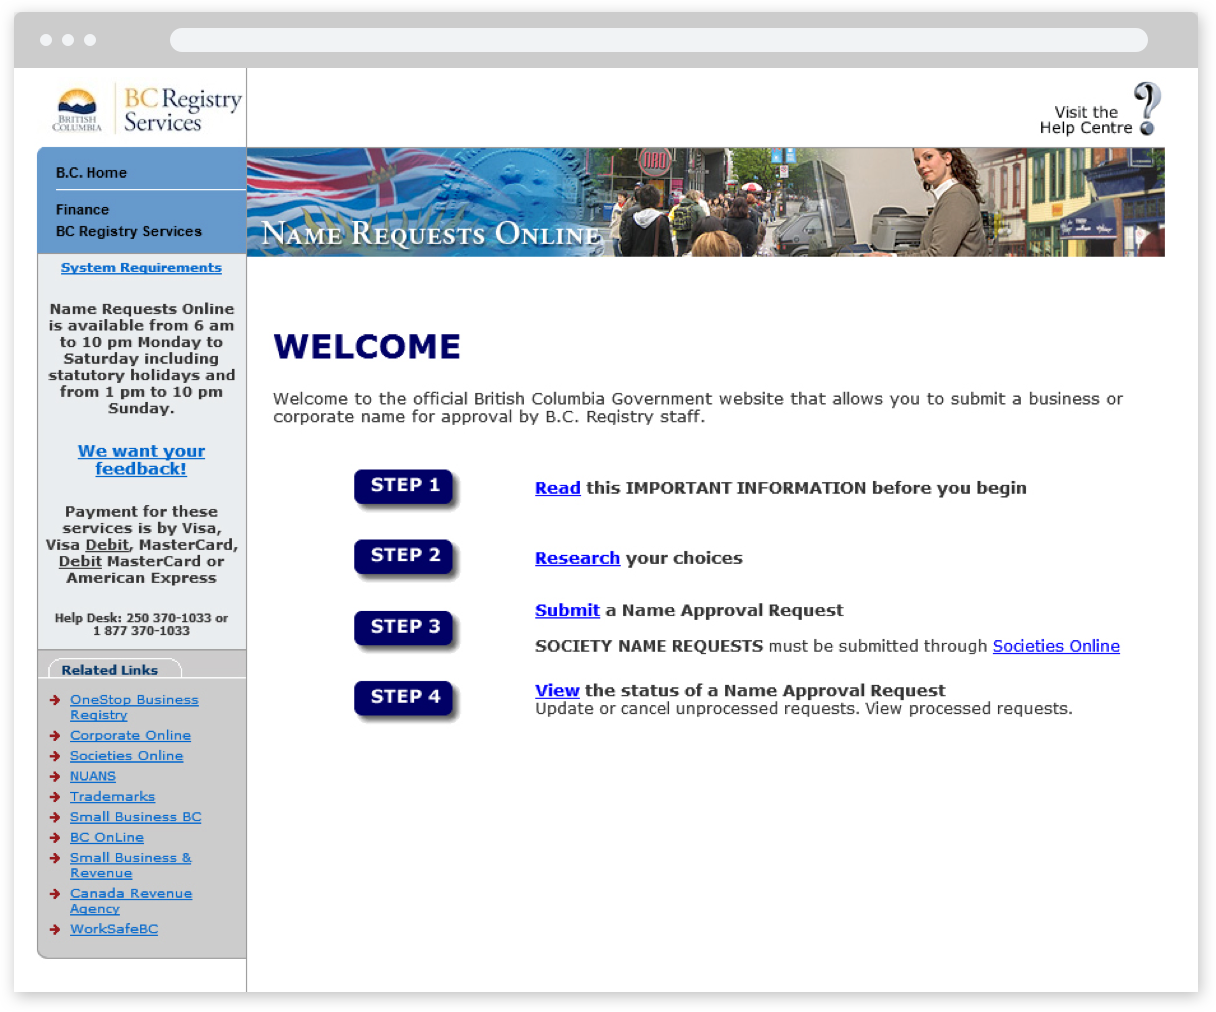 BRITISH
COLUMBIA
BC Registry
Services
Visit the
Help Centre
B.C. Home
Finance
BC Registry Services
NAME REQUESTS ONLINE
System Requirements
Name Requests Online
is available from 6 am
to 10 pm Monday to
Saturday including
statutory holidays and
from 1 pm to 10 pm
Sunday.
We want your
feedback!
Payment for these
services is by Visa,
Visa Debit, MasterCard,
Debit MasterCard or
American Express
Help Desk: 250 370-1033 or
1 877 370-1033
Related Links
OneStop Business
Registry
Corporate Online
Societies Online
NUANS
Trademarks
Small Business BC
BC OnLine
Small Business &
Revenue
Canada Revenue
Agency
WorkSafeBC
WELCOME
Welcome to the official British Columbia Government website that allows you to submit a business or
corporate name for approval by B.C. Registry staff.
STEP 1
Read this IMPORTANT INFORMATION before you begin
STEP 2
Research your choices
STEP 3
Submit a Name Approval Request
SOCIETY NAME REQUESTS must be submitted through Societies Online
STEP 4
View the status of a Name Approval Request
Update or cancel unprocessed requests. View processed requests.